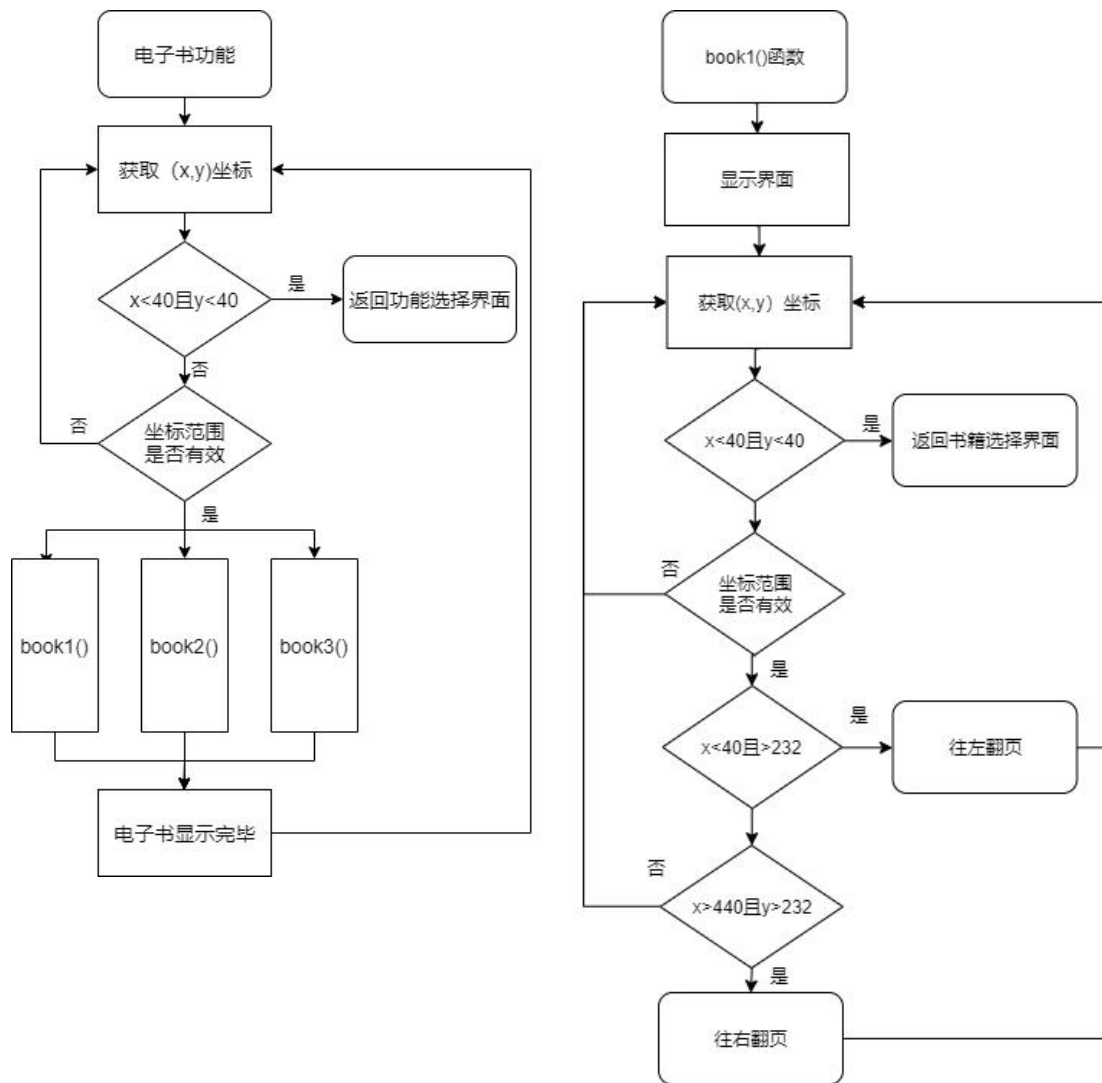 电子书功能
获取（x,y)坐标
x<40且y<40
是
返回功能选择界面
否
坐标范围
是否有效
否
是
book1()
book2()
book3()
电子书显示完毕
book1()函数
显示界面
获取(x,y）坐标
x<40且y<40
是
返回书籍选择界面
坐标范围
是否有效
否
是
x<40且>232
是
往左翻页
x>440且y>232
否
是
往右翻页